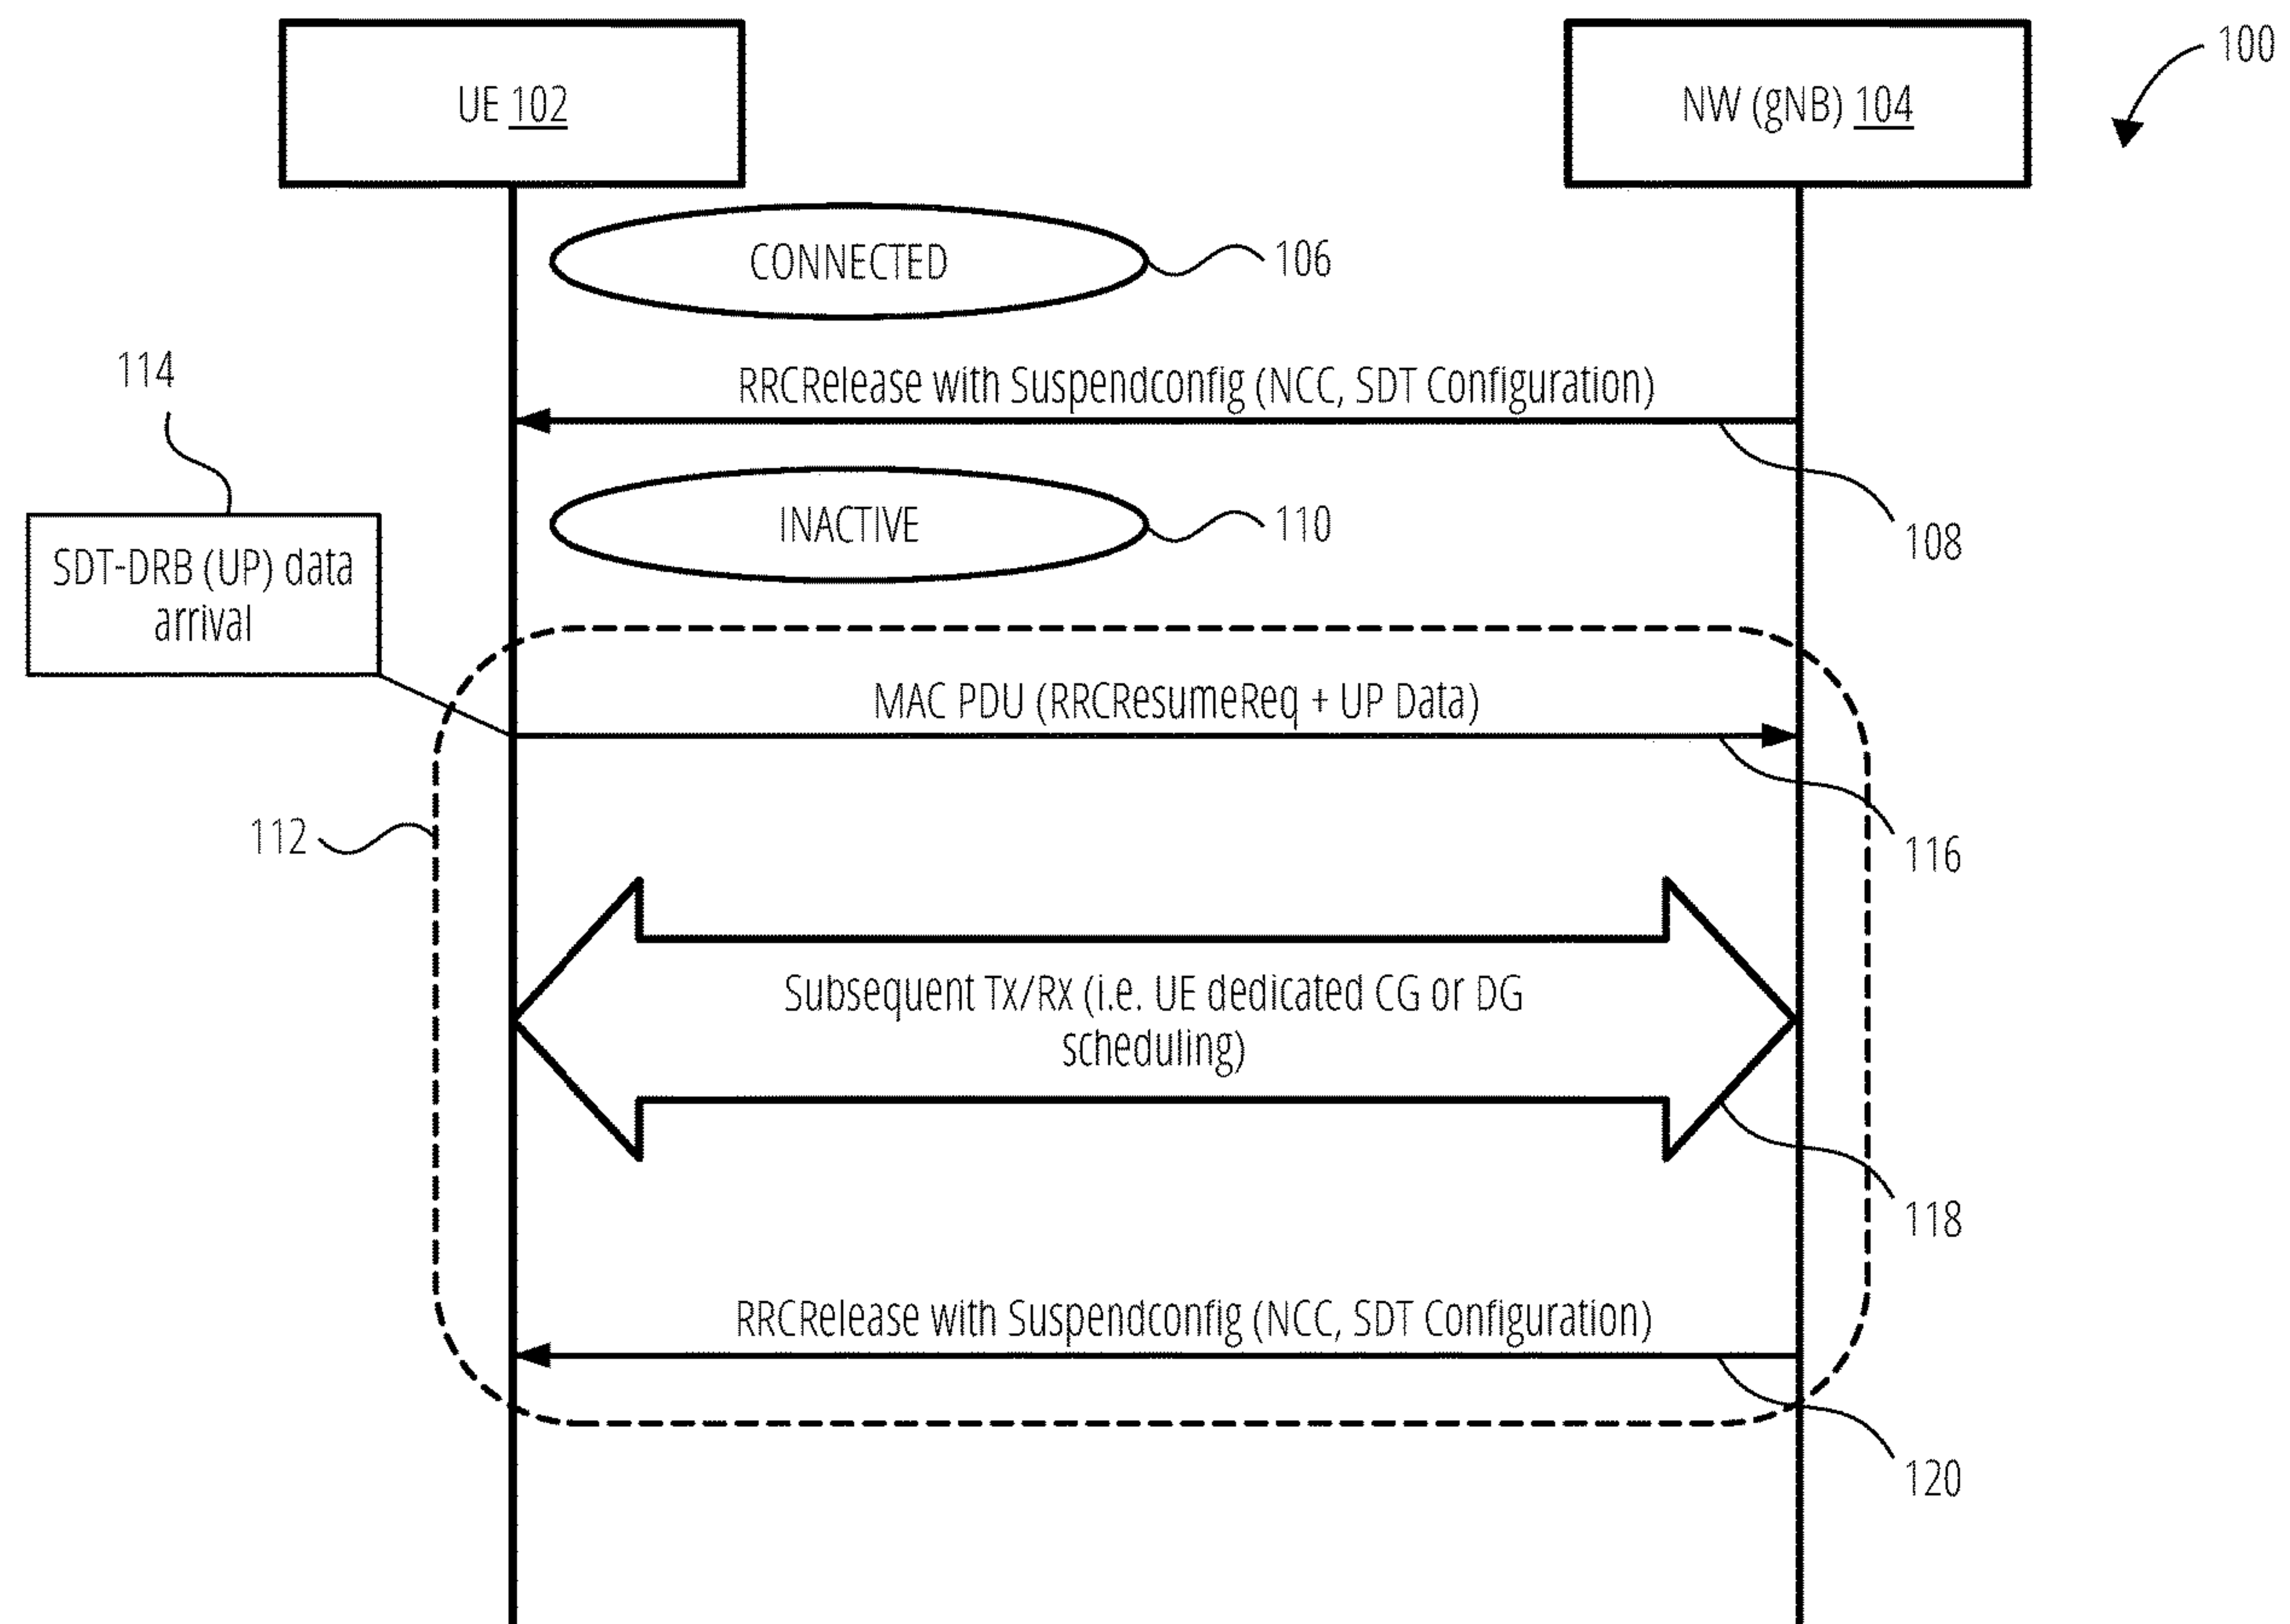 UE 102
NW (gNB) 104
100
CONNECTED
106
114
RRCRelease with Suspendconfig (NCC, SDT Configuration)
108
INACTIVE
110
SDT-DRB (UP) data
arrival
MAC PDU (RRCResumeReq + UP Data)
116
112
Subsequent Tx/Rx (i.e. UE dedicated CG or DG
scheduling)
118
RRCRelease with Suspendconfig (NCC, SDT Configuration)
120